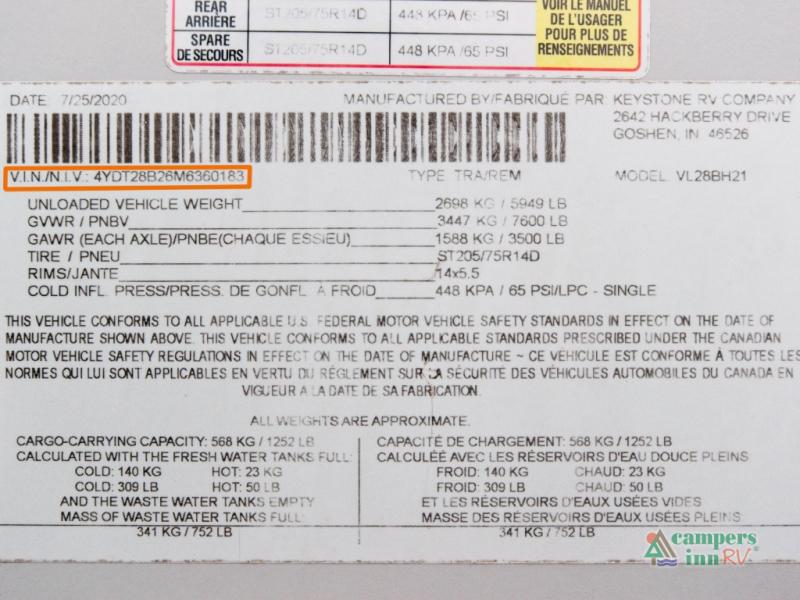 REAR ST205/75R14D 448 KPA /65 PSI VOIR LE MANUEL
ARRIÈRE DE L'USAGER
SPARE ST205/75R14D 448 KPA /65 PSI POUR PLUS DE
DE SECOURS RENSEIGNEMENTS
DATE: 7/25/2020 MANUFACTURED BY/FABRIQUÉ PAR: KEYSTONE RV COMPANY
2642 HACKBERRY DRIVE
GOSHEN, IN 46526
V.I.N./N.I.V.: 4YDT28B26M6360183 TYPE TRA/REM MODEL: VL28BH21
UNLOADED VEHICLE WEIGHT 2698 KG / 5949 LB
GVWR / PNBV 3447 KG / 7600 LB
GAWR (EACH AXLE)/PNBE(CHAQUE ESSIEU) 1588 KG / 3500 LB
TIRE / PNEU ST205/75R14D
RIMS/JANTE 14x5.5
COLD INFL. PRESS/PRESS. DE GONFL. À FROID 448 KPA / 65 PSI/LPC - SINGLE
THIS VEHICLE CONFORMS TO ALL APPLICABLE U.S. FEDERAL MOTOR VEHICLE SAFETY STANDARDS IN EFFECT ON THE DATE OF
MANUFACTURE SHOWN ABOVE. THIS VEHICLE CONFORMS TO ALL APPLICABLE STANDARDS PRESCRIBED UNDER THE CANADIAN
MOTOR VEHICLE SAFETY REGULATIONS IN EFFECT ON THE DATE OF MANUFACTURE ~ CE VÉHICULE EST CONFORME À TOUTES LES
NORMES QUI LUI SONT APPLICABLES EN VERTU DU RÈGLEMENT SUR LA SÉCURITÉ DES VÉHICULES AUTOMOBILES DU CANADA EN
VIGUEUR A LA DATE DE SA FABRICATION.
ALL WEIGHTS ARE APPROXIMATE.
CARGO-CARRYING CAPACITY: 568 KG / 1252 LB CAPACITÉ DE CHARGEMENT: 568 KG / 1252 LB
CALCULATED WITH THE FRESH WATER TANKS FULL: CALCULÉE AVEC LES RÉSERVOIRS D'EAU DOUCE PLEINS
COLD: 140 KG HOT: 23 KG FROID: 140 KG CHAUD: 23 KG
COLD: 309 LB HOT: 50 LB FROID: 309 LB CHAUD: 50 LB
AND THE WASTE WATER TANKS EMPTY ET LES RÉSERVOIRS D'EAUX USÉES VIDES
MASS OF WASTE WATER TANKS FULL: MASSE DES RÉSERVOIRS D'EAUX USÉES PLEINS
341 KG / 752 LB 341 KG / 752 LB
campers
inn RV